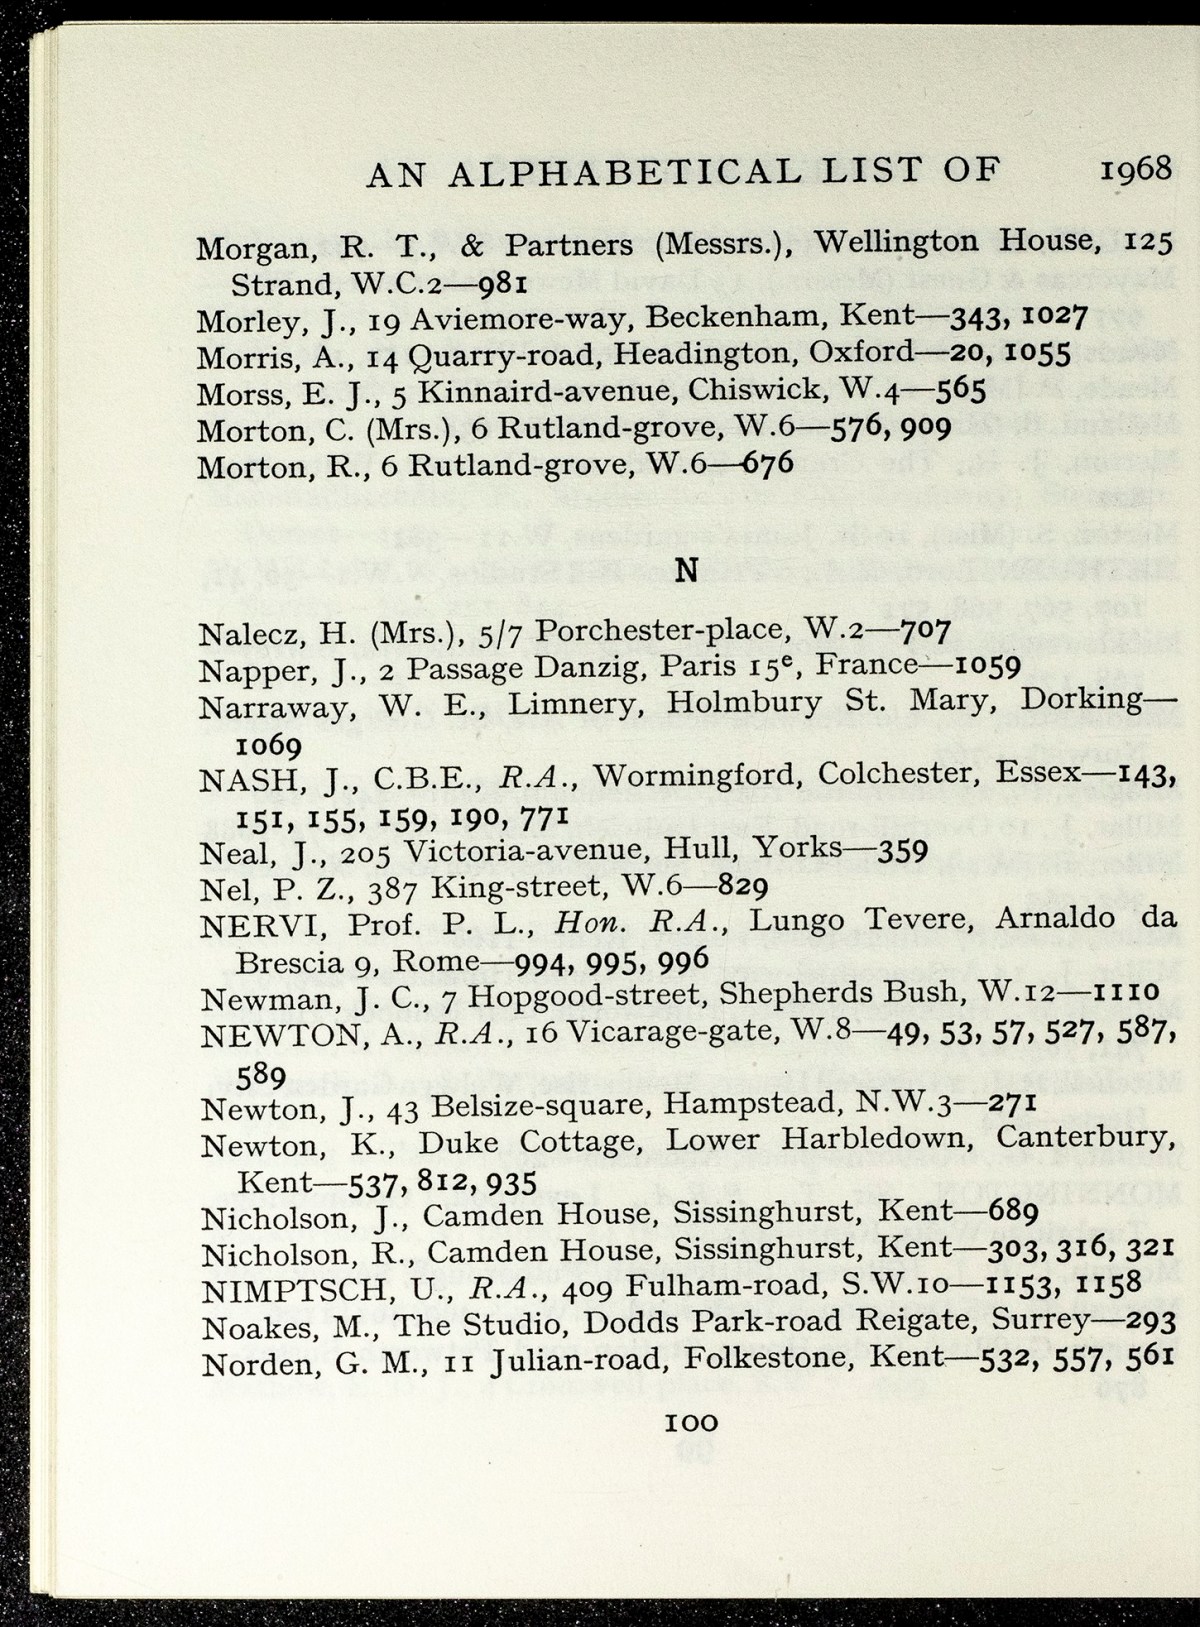 AN ALPHABETICAL LIST OF 1968
Morgan, R. T., & Partners (Messrs.), Wellington House, 125
Strand, W.C.2—981
Morley, J., 19 Aviemore-way, Beckenham, Kent—343, 1027
Morris, A., 14 Quarry-road, Headington, Oxford—20, 1055
Morss, E. J., 5 Kinnaird-avenue, Chiswick, W.4—565
Morton, C. (Mrs.), 6 Rutland-grove, W.6—576, 909
Morton, R., 6 Rutland-grove, W.6—676
N
Nalecz, H. (Mrs.), 5/7 Porchester-place, W.2—707
Napper, J., 2 Passage Danzig, Paris 15e, France—1059
Narraway, W. E., Limnery, Holmbury St. Mary, Dorking—
1069
NASH, J., C.B.E., R.A., Wormingford, Colchester, Essex—143,
151, 155, 159, 190, 771
Neal, J., 205 Victoria-avenue, Hull, Yorks—359
Nel, P. Z., 387 King-street, W.6—829
NERVI, Prof. P. L., Hon. R.A., Lungo Tevere, Arnaldo da
Brescia 9, Rome—994, 995, 996
Newman, J. C., 7 Hopgood-street, Shepherds Bush, W.12—1110
NEWTON, A., R.A., 16 Vicarage-gate, W.8—49, 53, 57, 527, 587,
589
Newton, J., 43 Belsize-square, Hampstead, N.W.3—271
Newton, K., Duke Cottage, Lower Harbledown, Canterbury,
Kent—537, 812, 935
Nicholson, J., Camden House, Sissinghurst, Kent—689
Nicholson, R., Camden House, Sissinghurst, Kent—303, 316, 321
NIMPTSCH, U., R.A., 409 Fulham-road, S.W.10—1153, 1158
Noakes, M., The Studio, Dodds Park-road Reigate, Surrey—293
Norden, G. M., 11 Julian-road, Folkestone, Kent—532, 557, 561
100